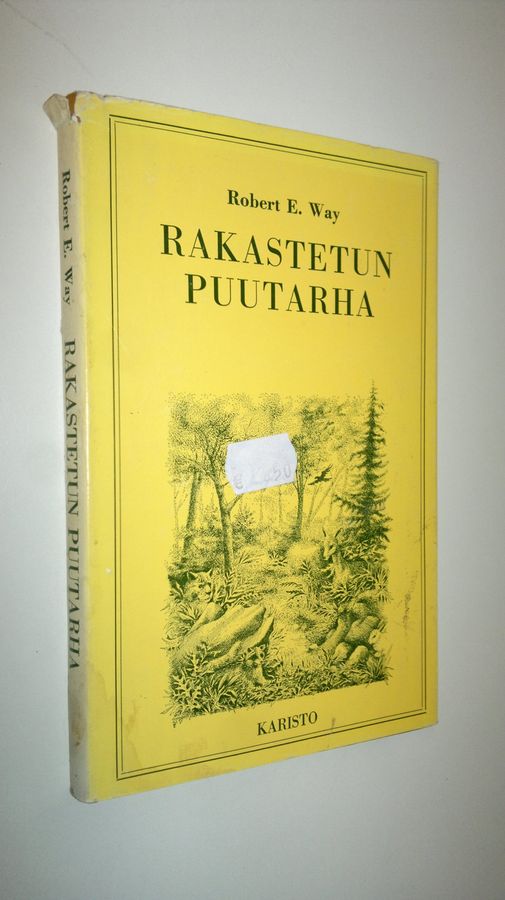 Robert E. Way
RAKASTETUN
PUUTARHA
KARISTO
Robert E. Way RAKASTETUN PUUTARHA